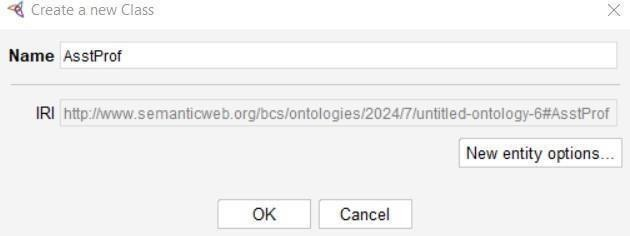 Create a new Class
Name AsstProf
IRI http://www.semanticweb.org/bcs/ontologies/2024/7/untitled-ontology-6#AsstProf
New entity options...
OK Cancel